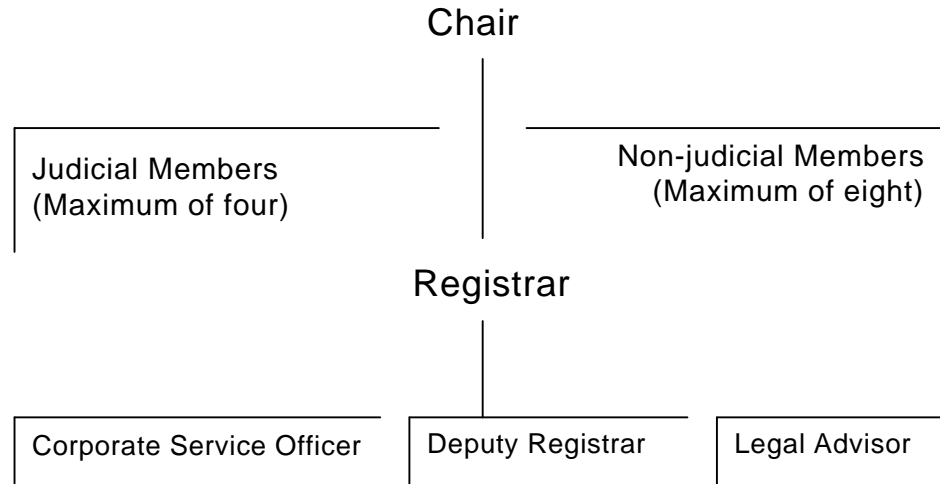 Chair
Judicial Members
(Maximum of four)
Non-judicial Members
(Maximum of eight)
Registrar
Corporate Service Officer
Deputy Registrar
Legal Advisor